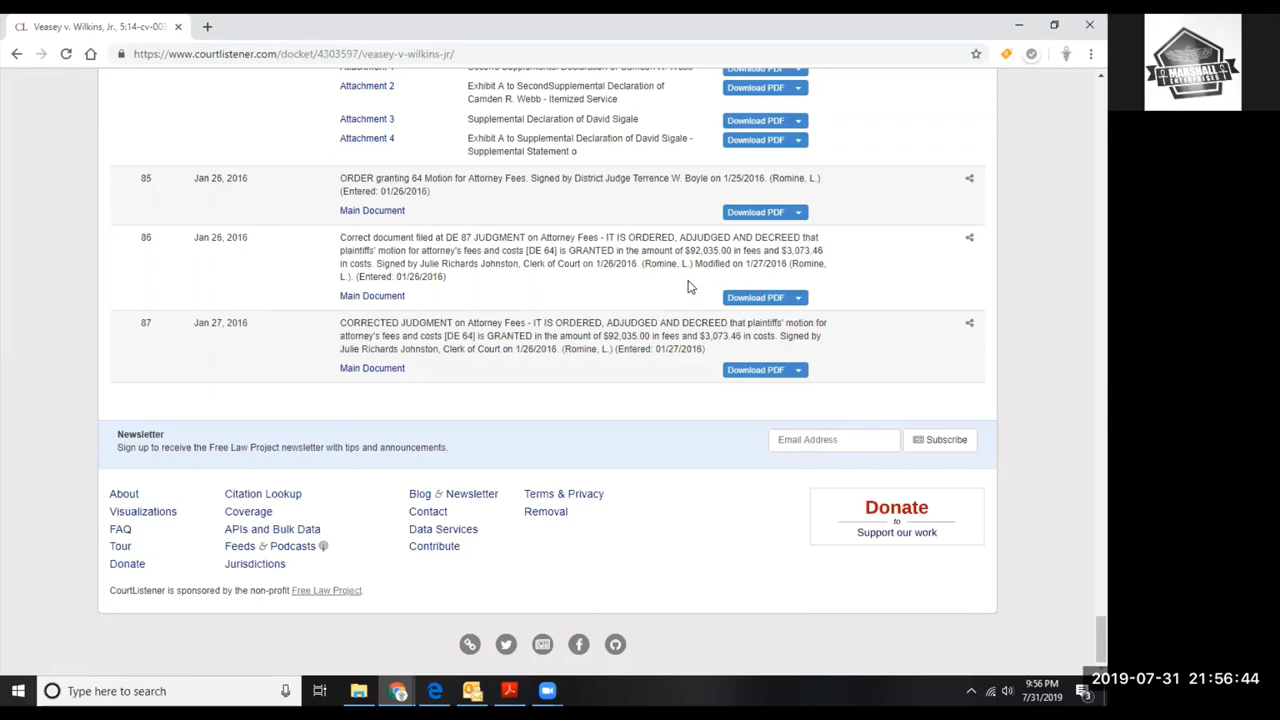 CL Veasey v. Wilkins, Jr., 5:14-cv-003
https://www.courtlistener.com/docket/4303597/veasey-v-wilkins-jr/
Download PDF
Attachment 2 Exhibit A to SecondSupplemental Declaration of Download PDF
Camden R. Webb - Itemized Service
Attachment 3 Supplemental Declaration of David Sigale Download PDF
Attachment 4 Exhibit A to Supplemental Declaration of David Sigale - Download PDF
Supplemental Statement o
85 Jan 26, 2016 ORDER granting 64 Motion for Attorney Fees. Signed by District Judge Terrence W. Boyle on 1/25/2016. (Romine, L.)
(Entered: 01/26/2016)
Main Document Download PDF
86 Jan 26, 2016 Correct document filed at DE 87 JUDGMENT on Attorney Fees - IT IS ORDERED, ADJUDGED AND DECREED that
plaintiffs' motion for attorney's fees and costs [DE 64] is GRANTED in the amount of $92,035.00 in fees and $3,073.46
in costs. Signed by Julie Richards Johnston, Clerk of Court on 1/26/2016. (Romine, L.) Modified on 1/27/2016 (Romine,
L.). (Entered: 01/26/2016)
Main Document Download PDF
87 Jan 27, 2016 CORRECTED JUDGMENT on Attorney Fees - IT IS ORDERED, ADJUDGED AND DECREED that plaintiffs' motion for
attorney's fees and costs [DE 64] is GRANTED in the amount of $92,035.00 in fees and $3,073.46 in costs. Signed by
Julie Richards Johnston, Clerk of Court on 1/26/2016. (Romine, L.) (Entered: 01/27/2016)
Main Document Download PDF
Newsletter
Sign up to receive the Free Law Project newsletter with tips and announcements.
Email Address Subscribe
About Citation Lookup Blog & Newsletter Terms & Privacy
Visualizations Coverage Contact Removal
FAQ APIs and Bulk Data Data Services
Tour Feeds & Podcasts Contribute
Donate Jurisdictions
Donate
to
Support our work
CourtListener is sponsored by the non-profit Free Law Project.
Type here to search
9:56 PM
7/31/2019
3
2019-07-31 21:56:44
MARSHALL
ENTERPRISES